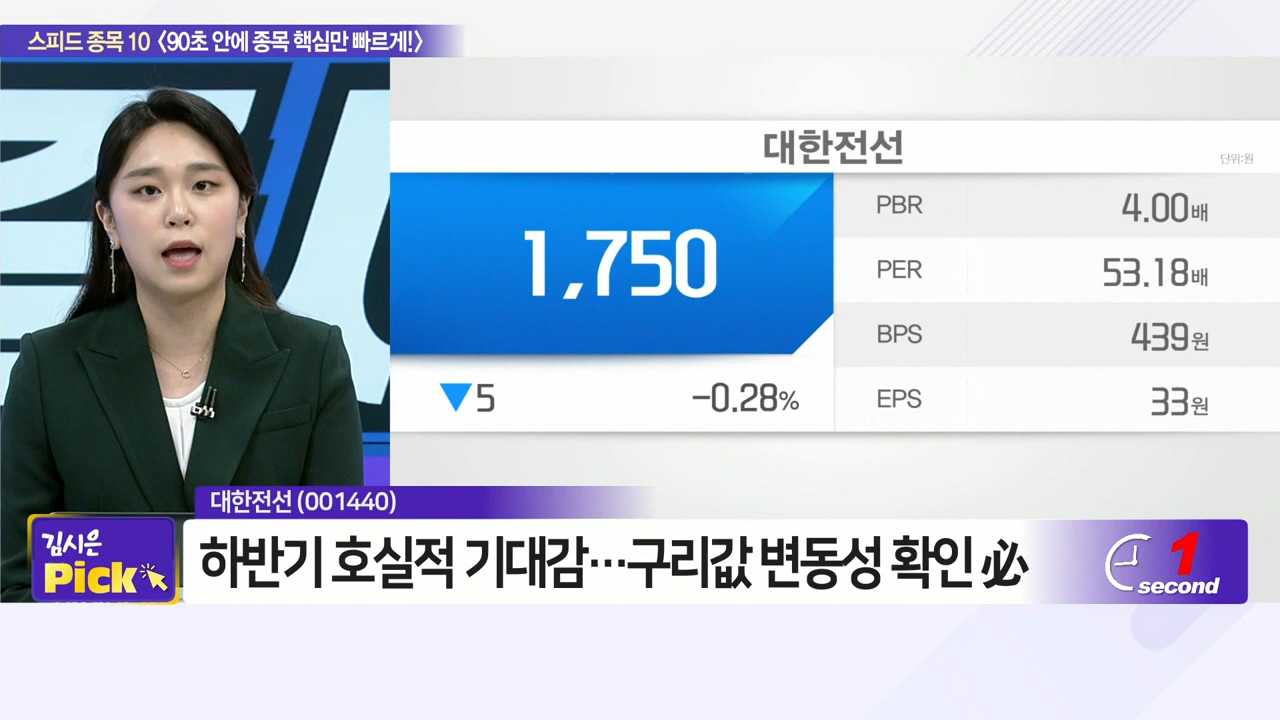 스피드 종목 10 〈90초 안에 종목 핵심만 빠르게!〉
대한전선
단위:원
1,750
▼5 -0.28%
PBR 4.00배
PER 53.18배
BPS 439원
EPS 33원
대한전선 (001440)
김시은
Pick
하반기 호실적 기대감…구리값 변동성 확인 必
1
second